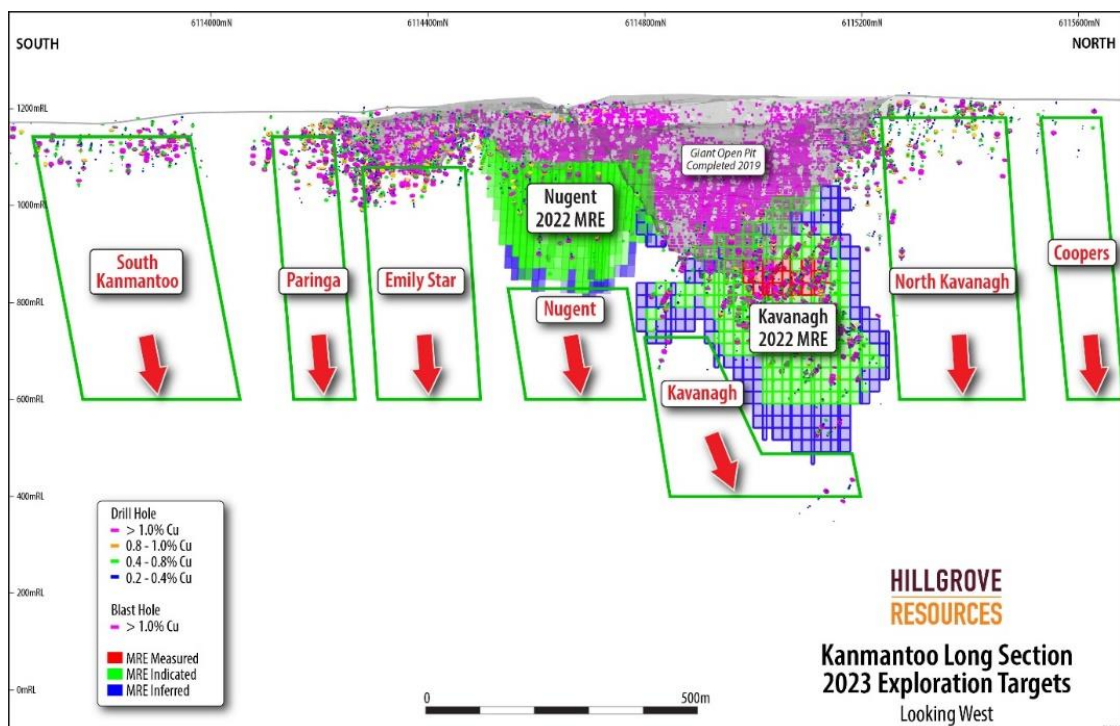 6114000mN
6114400mN
6114800mN
6115200mN
6115600mN
SOUTH
NORTH
1200mRL
1000mRL
800mRL
600mRL
400mRL
200mRL
0mRL
Giant Open Pit
Completed 2019
Nugent
2022 MRE
South
Kanmantoo
Paringa
Emily Star
Nugent
Kavanagh
2022 MRE
North Kavanagh
Coopers
Kavanagh
Drill Hole
> 1.0% Cu
0.8 - 1.0% Cu
0.4 - 0.8% Cu
0.2 - 0.4% Cu
Blast Hole
> 1.0% Cu
MRE Measured
MRE Indicated
MRE Inferred
0
500m
HILLGROVE
RESOURCES
Kanmantoo Long Section
2023 Exploration Targets
Looking West